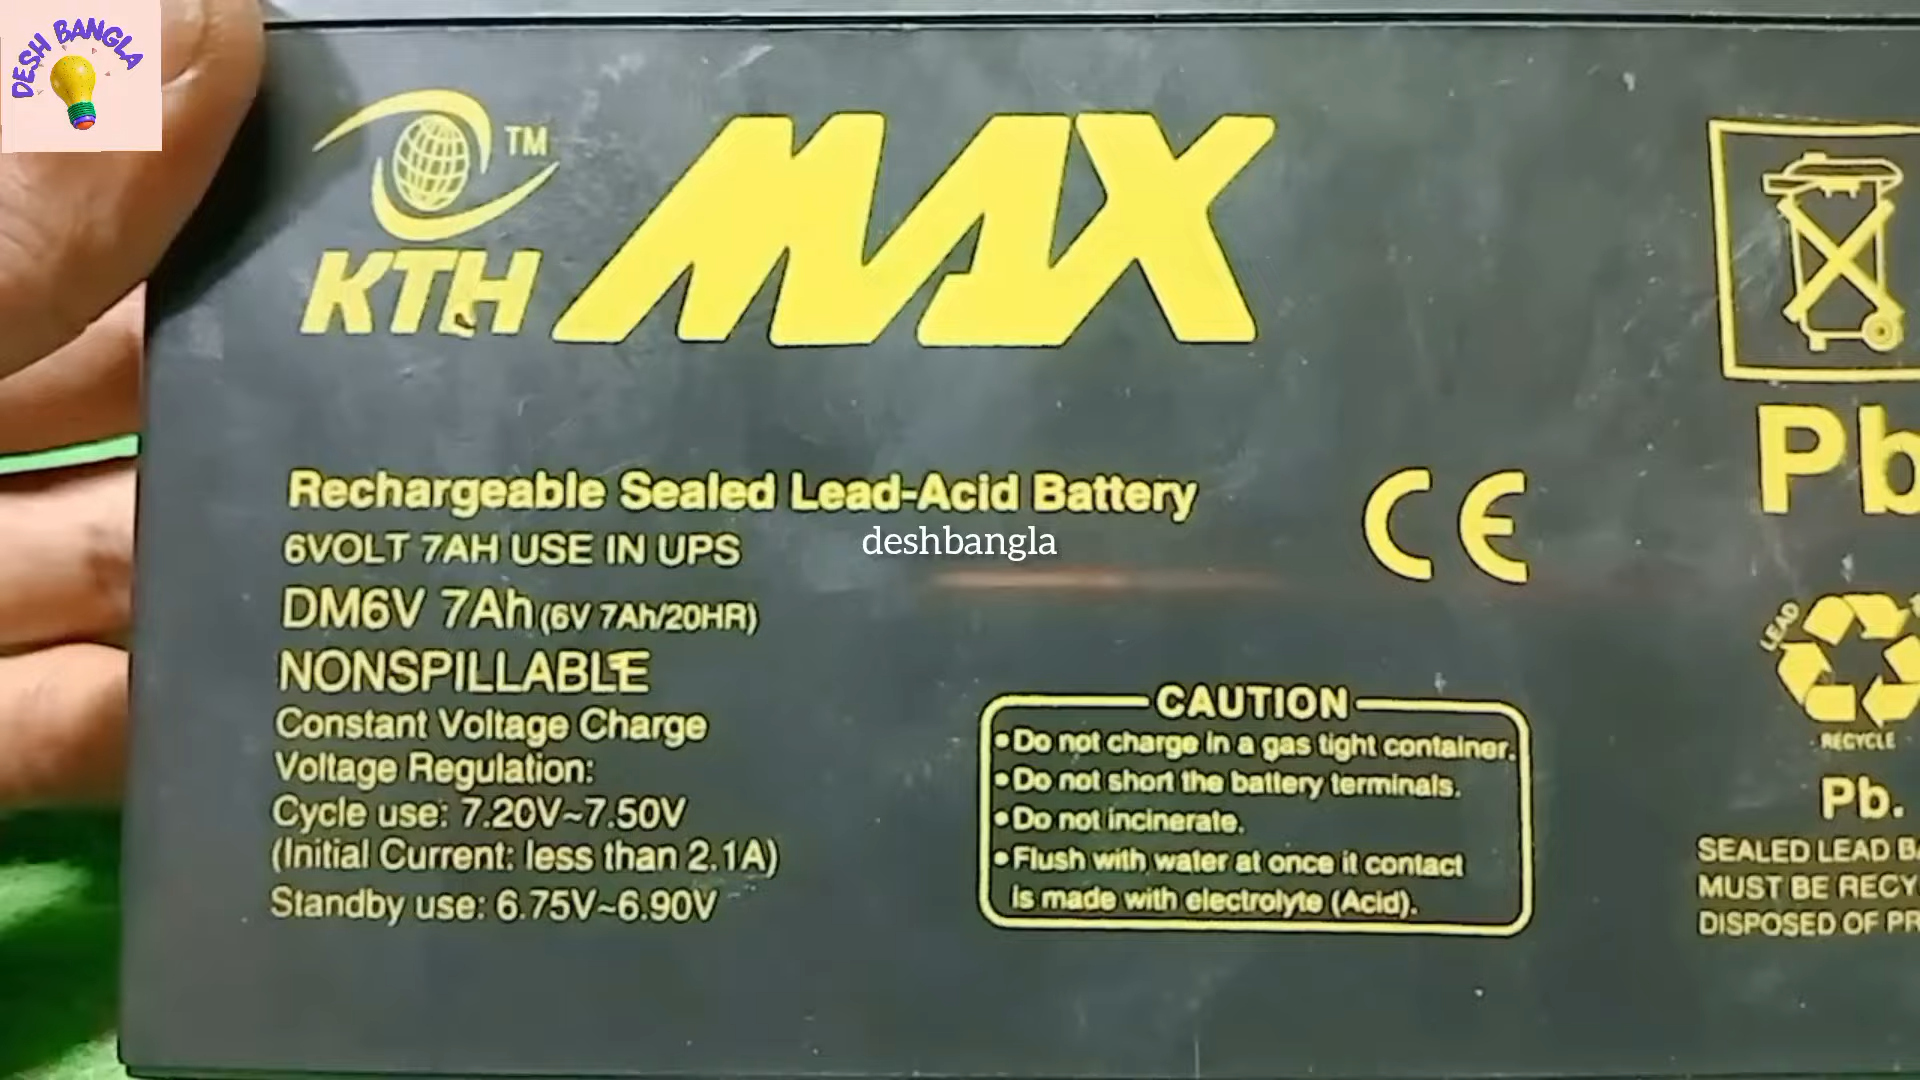 DESH BANGLA
TM
KTH
MAX
Rechargeable Sealed Lead-Acid Battery
6VOLT 7AH USE IN UPS
DM6V 7Ah (6V 7Ah/20HR)
NONSPILLABLE
Constant Voltage Charge
Voltage Regulation:
Cycle use: 7.20V~7.50V
(Initial Current: less than 2.1A)
Standby use: 6.75V~6.90V
deshbangla
CE
CAUTION
•Do not charge in a gas tight container.
•Do not short the battery terminals.
•Do not incinerate.
•Flush with water at once it contact
is made with electrolyte (Acid).
Pb
LEAD
RECYCLE
Pb.
SEALED LEAD
MUST BE
DISPOSED OF